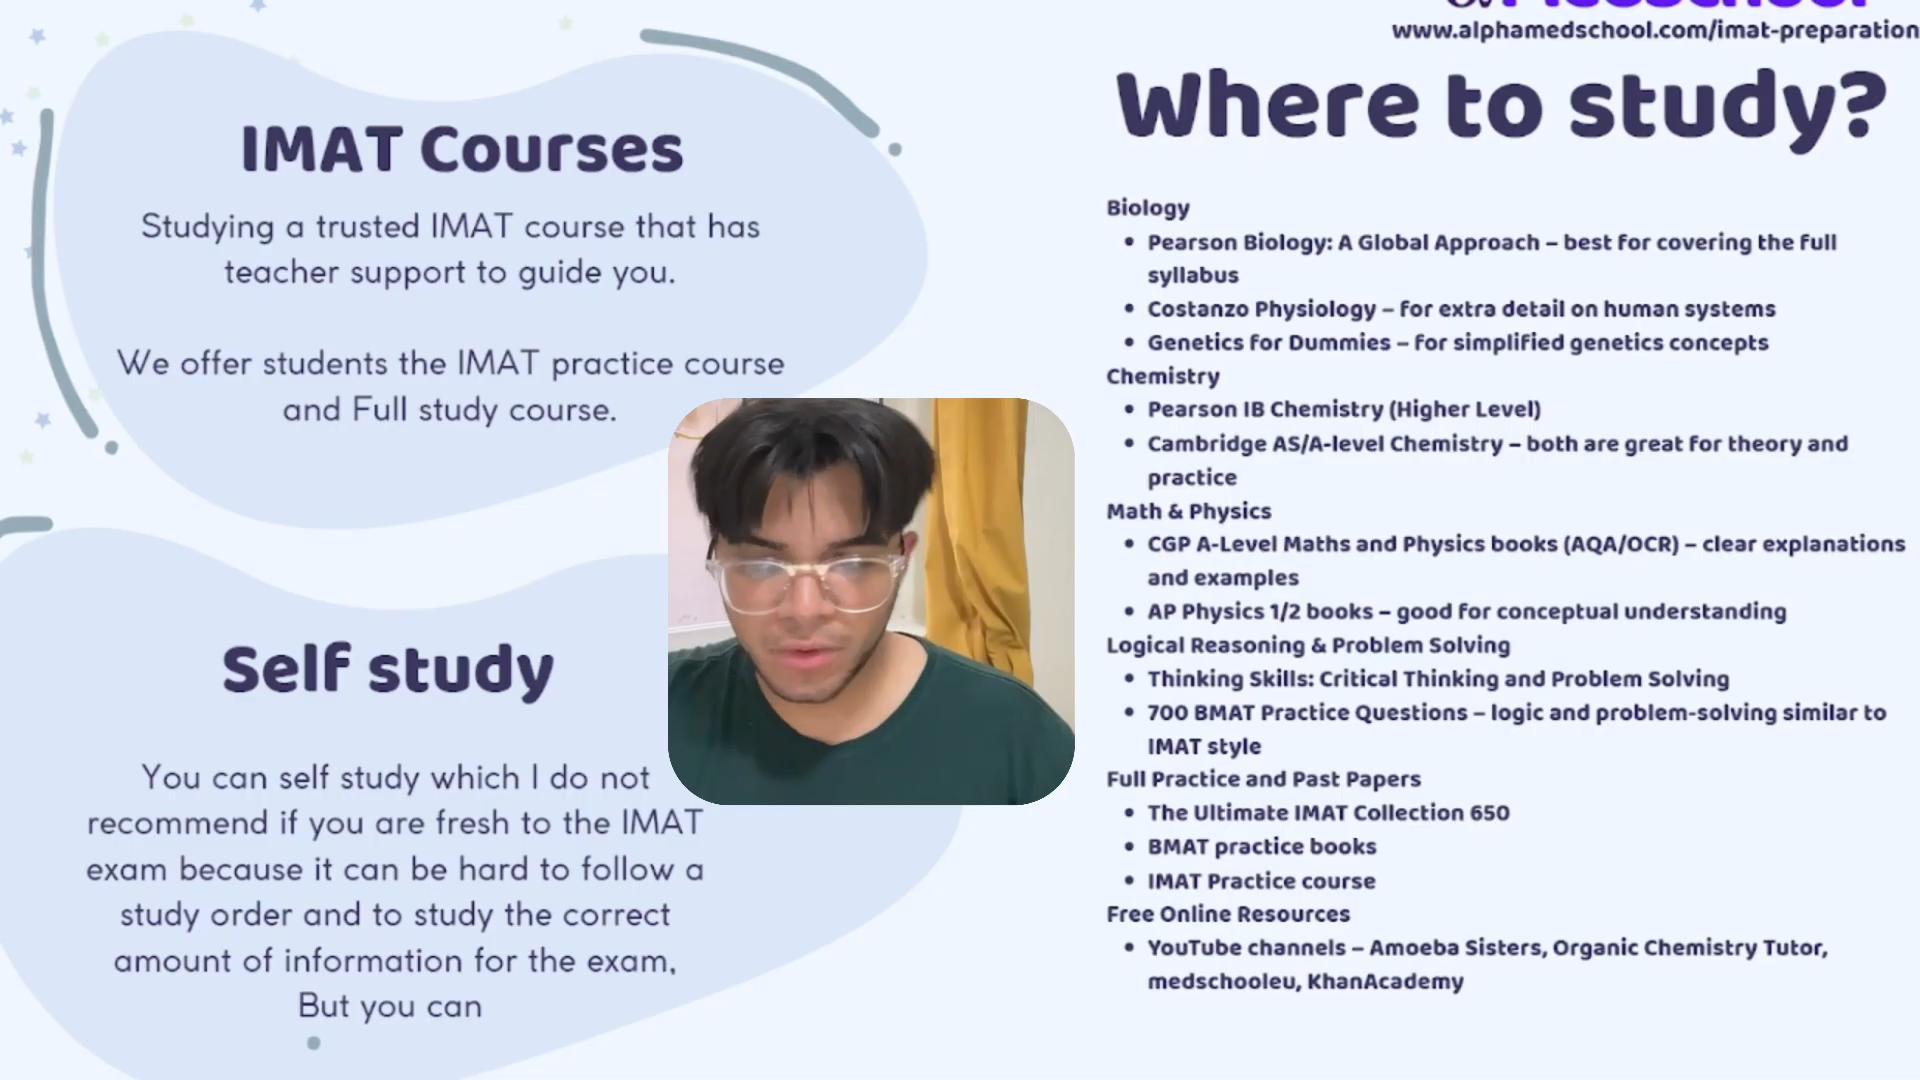 IMAT Courses
Studying a trusted IMAT course that has
teacher support to guide you.
We offer students the IMAT practice course
and Full study course.
Self study
You can self study which I do not
recommend if you are fresh to the IMAT
exam because it can be hard to follow a
study order and to study the correct
amount of information for the exam,
But you can
www.alphamedschool.com/imat-preparation
Where to study?
Biology
• Pearson Biology: A Global Approach – best for covering the full
syllabus
• Costanzo Physiology – for extra detail on human systems
• Genetics for Dummies – for simplified genetics concepts
Chemistry
• Pearson IB Chemistry (Higher Level)
• Cambridge AS/A-level Chemistry – both are great for theory and
practice
Math & Physics
• CGP A-Level Maths and Physics books (AQA/OCR) – clear explanations
and examples
• AP Physics 1/2 books – good for conceptual understanding
Logical Reasoning & Problem Solving
• Thinking Skills: Critical Thinking and Problem Solving
• 700 BMAT Practice Questions – logic and problem-solving similar to
IMAT style
Full Practice and Past Papers
• The Ultimate IMAT Collection 650
• BMAT practice books
• IMAT Practice course
Free Online Resources
• YouTube channels – Amoeba Sisters, Organic Chemistry Tutor,
medschooleu, KhanAcademy